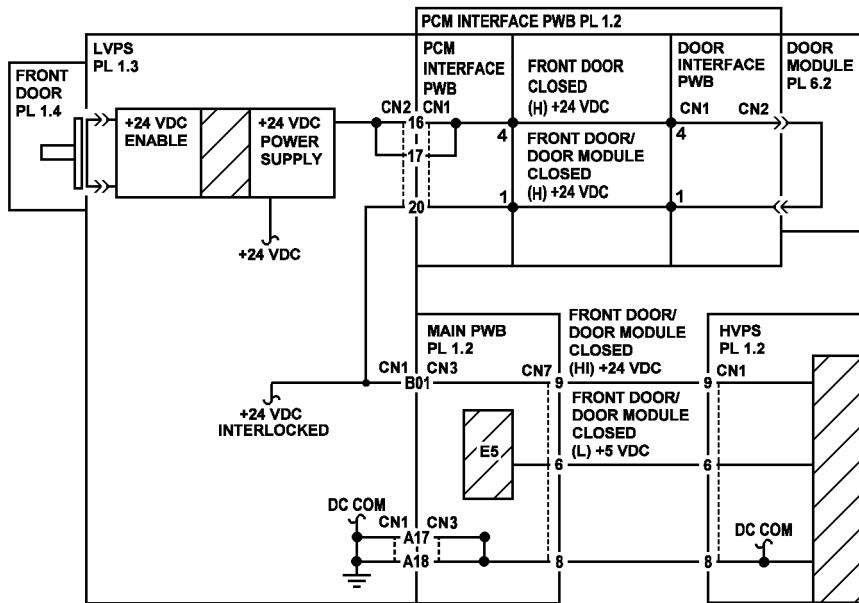 PCM INTERFACE PWB PL 1.2
LVPS
PL 1.3
PCM
INTERFACE
PWB
FRONT DOOR
CLOSED
(H) +24 VDC
DOOR
INTERFACE
PWB
DOOR
MODULE
PL 6.2
FRONT
DOOR
PL 1.4
+24 VDC
ENABLE
+24 VDC
POWER
SUPPLY
CN2 CN1
CN1
CN2
16
4
4
17
FRONT DOOR/
DOOR MODULE
CLOSED
(H) +24 VDC
20
1
1
+24 VDC
MAIN PWB
PL 1.2
FRONT DOOR/
DOOR MODULE
CLOSED
(HI) +24 VDC
HVPS
PL 1.2
CN1 CN3
CN7
CN1
B01
9
9
+24 VDC
INTERLOCKED
FRONT DOOR/
DOOR MODULE
CLOSED
(L) +5 VDC
E5
6
6
DC COM
CN1 CN3
A17
A18
8
8
DC COM